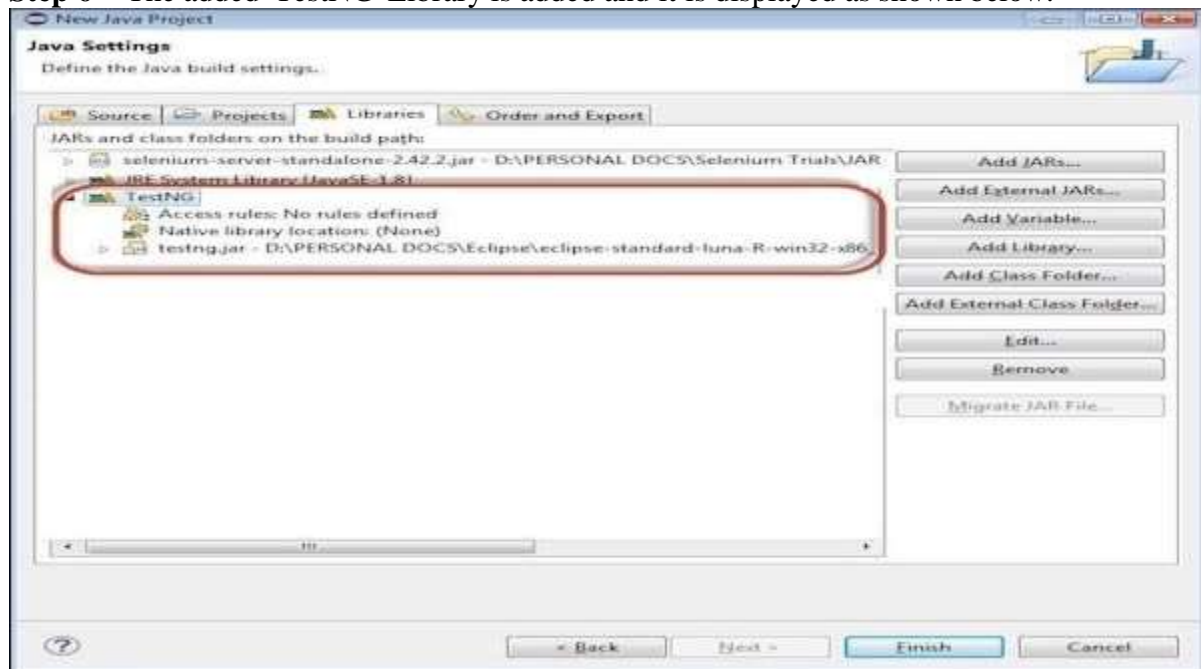 Step 6 − The added 'TestNG' Library is added and it is displayed as shown below.
New Java Project
Java Settings
Define the Java build settings.
Source Projects Libraries Order and Export
JARs and class folders on the build path:
selenium-server-standalone-2.42.2.jar - D:\PERSONAL DOCS\Selenium Trials\JAR
JRE System Library [JavaSE-1.8]
TestNG
Access rules: No rules defined
Native library location: (None)
testng.jar - D:\PERSONAL DOCS\Eclipse\eclipse-standard-luna-R-win32-x86_
Add JARs...
Add External JARs...
Add Variable...
Add Library...
Add Class Folder...
Add External Class Folder...
Edit...
Remove
Migrate JAR File...
< Back Next > Finish Cancel